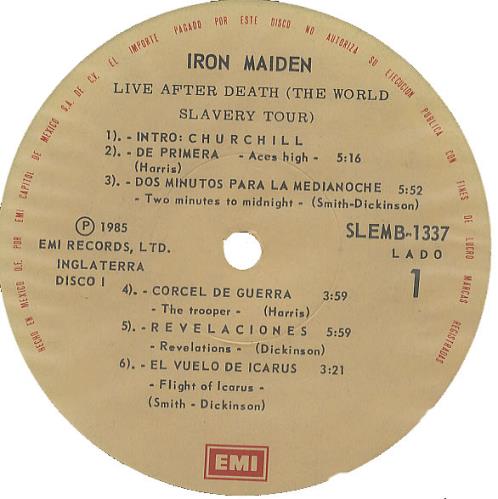 HECHO EN MEXICO D.F. POR EMI CAPITOL DE MEXICO S.A. DE C.V. EL IMPORTE PAGADO POR ESTE DISCO NO AUTORIZA SU EJECUCION PUBLICA CON FINES DE LUCRO MARCAS REGISTRADAS
IRON MAIDEN
LIVE AFTER DEATH (THE WORLD
SLAVERY TOUR)
1). - INTRO: CHURCHILL
2). - DE PRIMERA - Aces high - 5:16
(Harris)
3). - DOS MINUTOS PARA LA MEDIANOCHE 5:52
- Two minutes to midnight - (Smith-Dickinson)
Ⓟ 1985
EMI RECORDS, LTD.
INGLATERRA
DISCO I
SLEMB-1337
LADO
1
4). - CORCEL DE GUERRA 3:59
- The trooper - (Harris)
5). - REVELACIONES 5:59
- Revelations - (Dickinson)
6). - EL VUELO DE ICARUS 3:21
- Flight of Icarus -
(Smith - Dickinson)
EMI